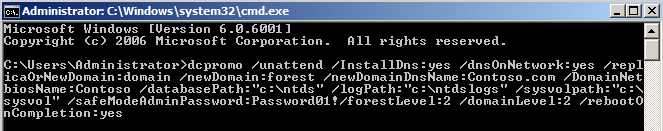 Administrator: C:\Windows\system32\cmd.exe
Microsoft Windows [Version 6.0.6001]
Copyright (c) 2006 Microsoft Corporation.  All rights reserved.
C:\Users\Administrator>dcpromo /unattend /InstallDns:yes /dnsOnNetwork:yes /repl
icaOrNewDomain:domain /newDomain:forest /newDomainDnsName:Contoso.com /DomainNet
biosName:Contoso /databasePath:"c:\ntds" /logPath:"c:\ntdslogs" /sysvolpath:"c:\
sysvol" /safeModeAdminPassword:Password01!/forestLevel:2 /domainLevel:2 /rebootO
nCompletion:yes